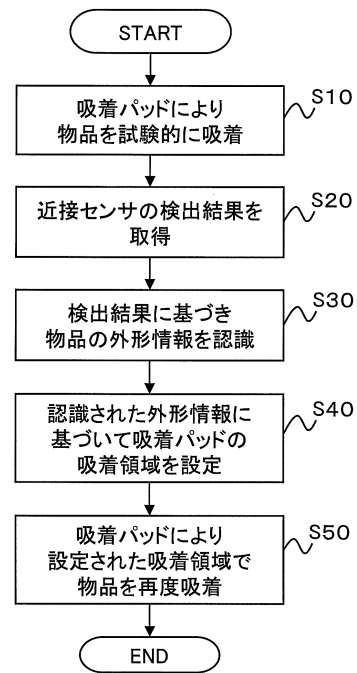 START
吸着パッドにより
物品を試験的に吸着
S10
近接センサの検出結果を
取得
S20
検出結果に基づき
物品の外形情報を認識
S30
認識された外形情報に
基づいて吸着パッドの
吸着領域を設定
S40
吸着パッドにより
設定された吸着領域で
物品を再度吸着
S50
END